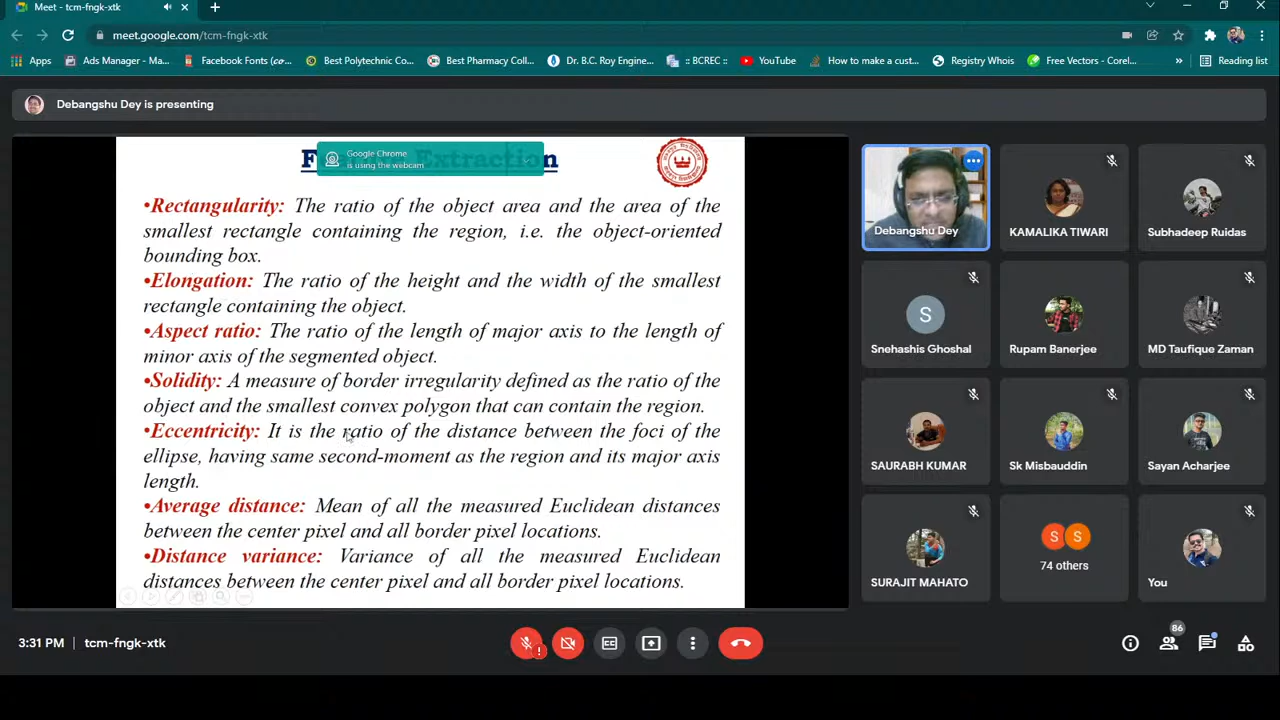 Meet - tcm-fngk-xtk
meet.google.com/tcm-fngk-xtk
Apps
Ads Manager - Ma...
Facebook Fonts (𝒸ℴ...
Best Polytechnic Co...
Best Pharmacy Coll...
Dr. B.C. Roy Engine...
:: BCREC ::
YouTube
How to make a cust...
Registry Whois
Free Vectors - Corel...
»
Reading list
Debangshu Dey is presenting
Google Chrome
is using the webcam
•Rectangularity: The ratio of the object area and the area of the
smallest rectangle containing the region, i.e. the object-oriented
bounding box.
•Elongation: The ratio of the height and the width of the smallest
rectangle containing the object.
•Aspect ratio: The ratio of the length of major axis to the length of
minor axis of the segmented object.
•Solidity: A measure of border irregularity defined as the ratio of the
object and the smallest convex polygon that can contain the region.
•Eccentricity: It is the ratio of the distance between the foci of the
ellipse, having same second-moment as the region and its major axis
length.
•Average distance: Mean of all the measured Euclidean distances
between the center pixel and all border pixel locations.
•Distance variance: Variance of all the measured Euclidean
distances between the center pixel and all border pixel locations.
Debangshu Dey
KAMALIKA TIWARI
Subhadeep Ruidas
S
Snehashis Ghoshal
Rupam Banerjee
MD Taufique Zaman
SAURABH KUMAR
Sk Misbauddin
Sayan Acharjee
SURAJIT MAHATO
S S
74 others
You
3:31 PM | tcm-fngk-xtk
86